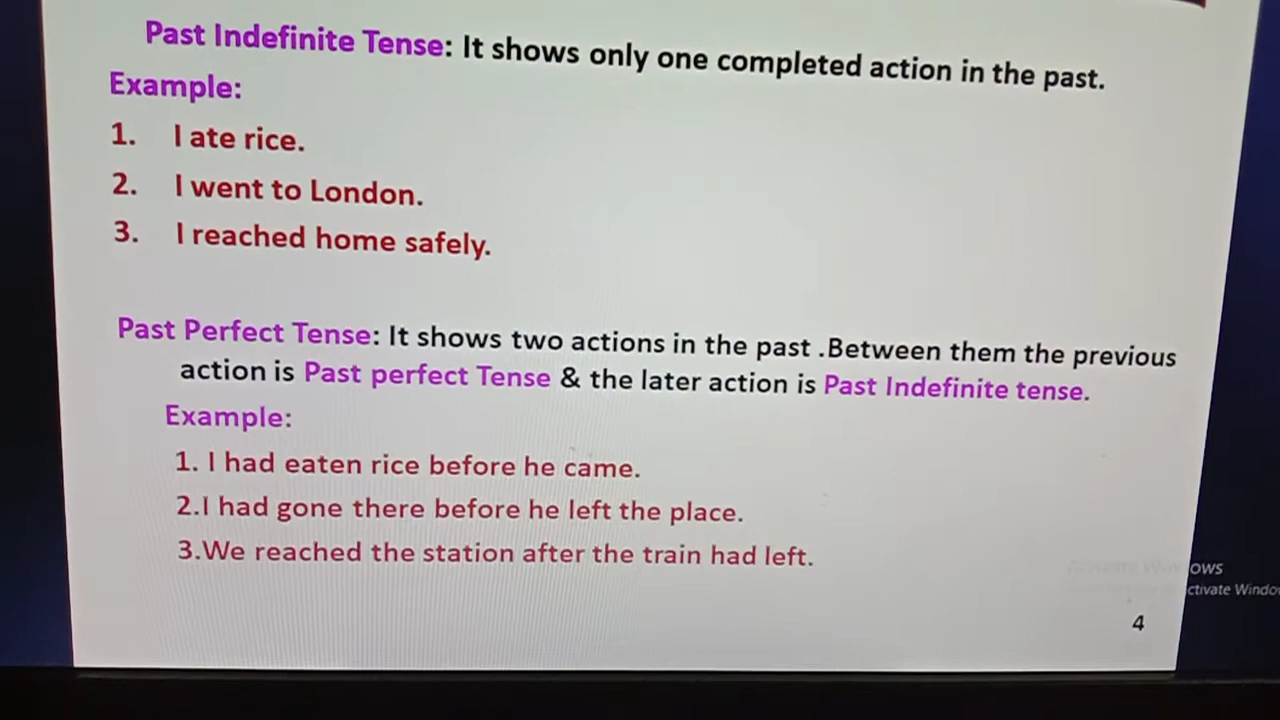 Past Indefinite Tense: It shows only one completed action in the past.
Example:
1. I ate rice.
2. I went to London.
3. I reached home safely.
Past Perfect Tense: It shows two actions in the past .Between them the previous
action is Past perfect Tense & the later action is Past Indefinite tense.
Example:
1. I had eaten rice before he came.
2.I had gone there before he left the place.
3.We reached the station after the train had left.
4